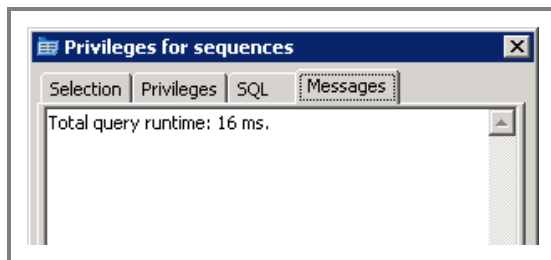 Privileges for sequences
Selection Privileges SQL Messages
Total query runtime: 16 ms.